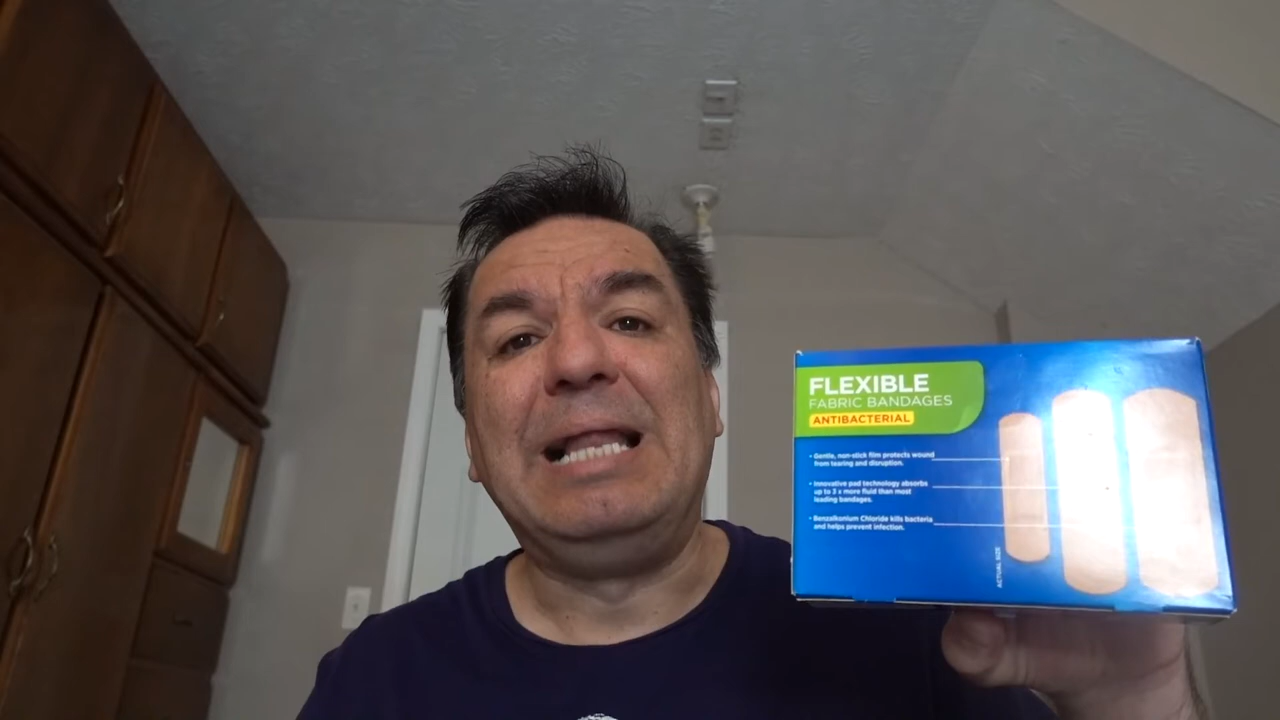 FLEXIBLE
FABRIC BANDAGES
ANTIBACTERIAL
• Gentle, non-stick film protects wound
from tearing and disruption.
• Innovative pad technology absorbs
up to 3 x more fluid than most
leading bandages.
• Benzalkonium Chloride kills bacteria
and helps prevent infection.
ACTUAL SIZE